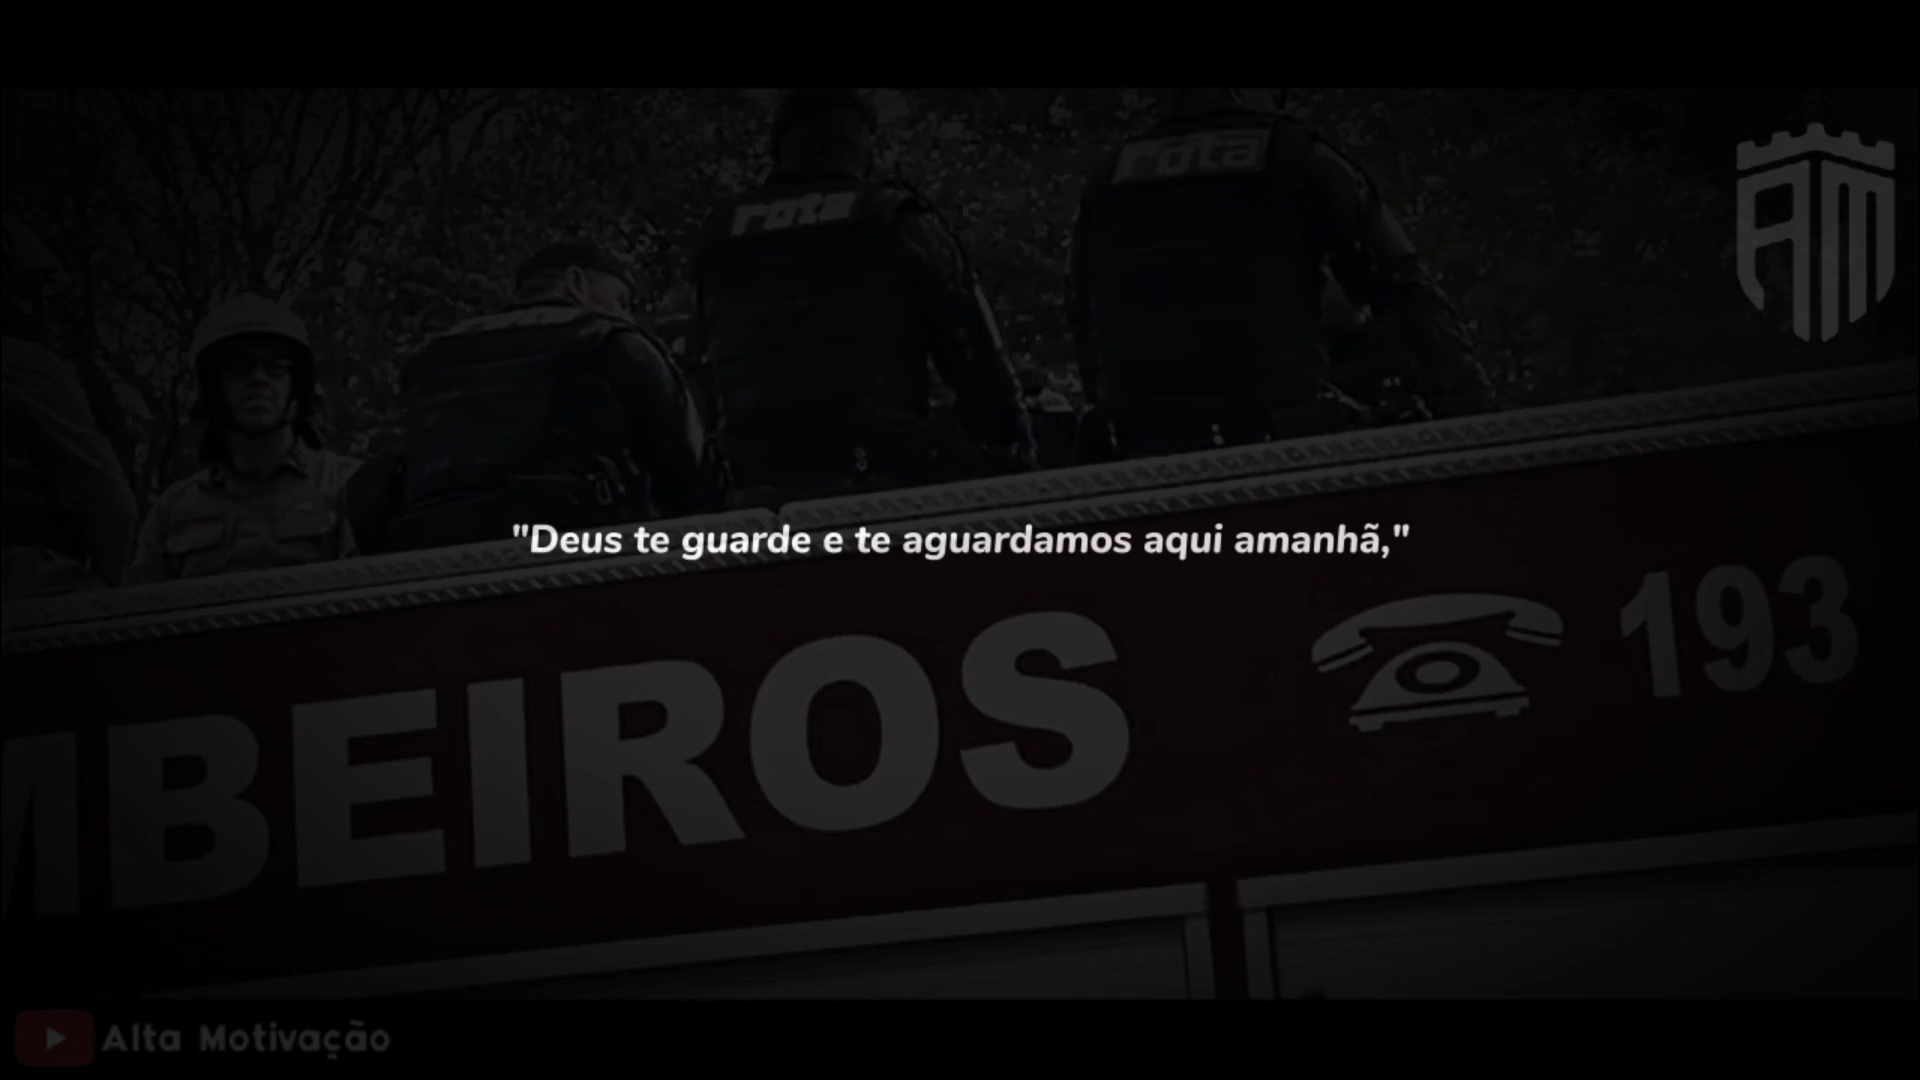 rota
rota
AM
"Deus te guarde e te aguardamos aqui amanhã,"
MBEIROS
193
Alta Motivação